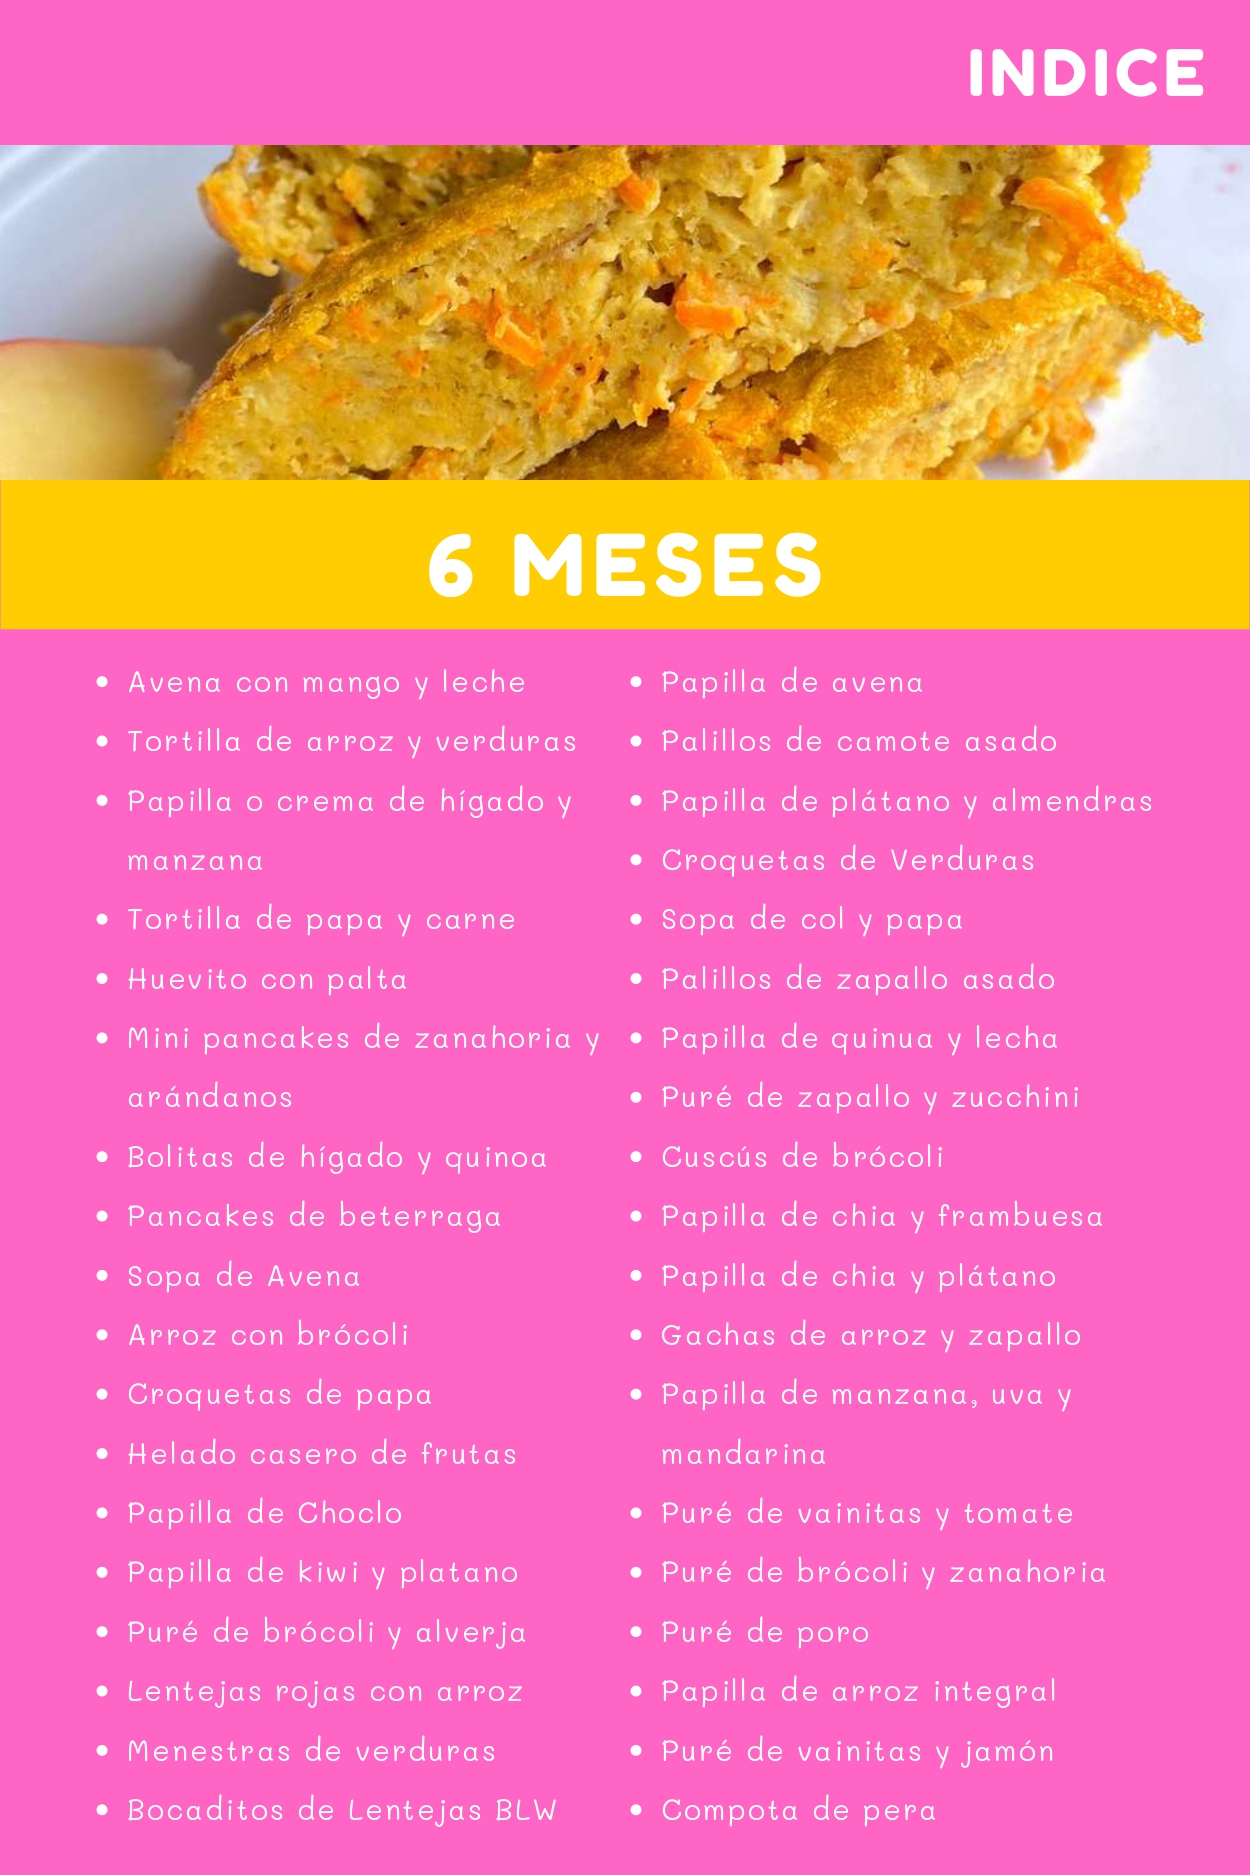 INDICE
6 MESES
• Avena con mango y leche
• Tortilla de arroz y verduras
• Papilla o crema de hígado y
manzana
• Tortilla de papa y carne
• Huevito con palta
• Mini pancakes de zanahoria y
arándanos
• Bolitas de hígado y quinoa
• Pancakes de beterraga
• Sopa de Avena
• Arroz con brócoli
• Croquetas de papa
• Helado casero de frutas
• Papilla de Choclo
• Papilla de kiwi y platano
• Puré de brócoli y alverja
• Lentejas rojas con arroz
• Menestras de verduras
• Bocaditos de Lentejas BLW
• Papilla de avena
• Palillos de camote asado
• Papilla de plátano y almendras
• Croquetas de Verduras
• Sopa de col y papa
• Palillos de zapallo asado
• Papilla de quinua y lecha
• Puré de zapallo y zucchini
• Cuscús de brócoli
• Papilla de chia y frambuesa
• Papilla de chia y plátano
• Gachas de arroz y zapallo
• Papilla de manzana, uva y
mandarina
• Puré de vainitas y tomate
• Puré de brócoli y zanahoria
• Puré de poro
• Papilla de arroz integral
• Puré de vainitas y jamón
• Compota de pera